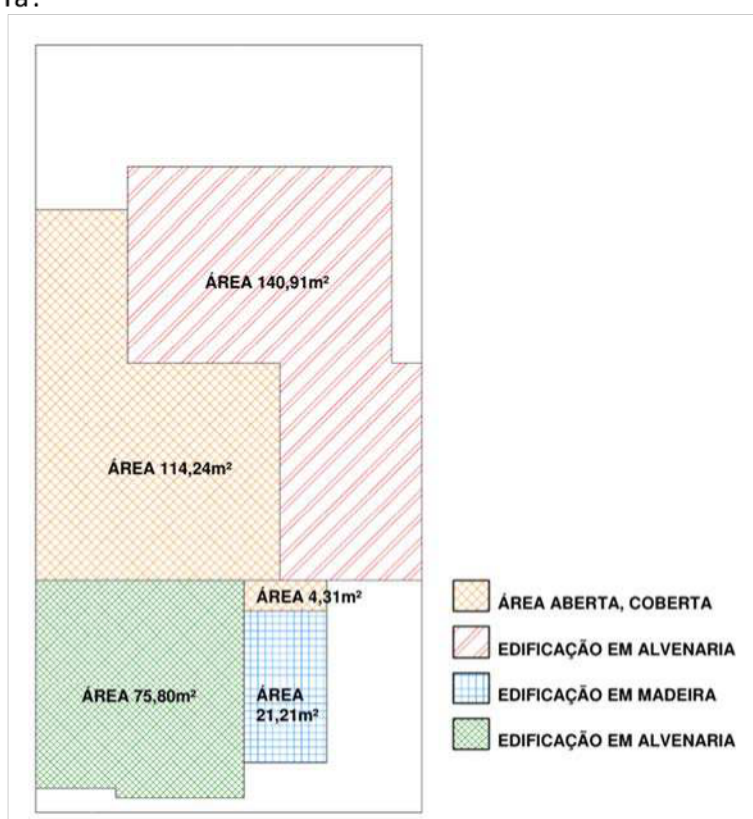 ÁREA 140,91m²
ÁREA 114,24m²
ÁREA 4,31m²
ÁREA 75,80m²
ÁREA
21,21m²
ÁREA ABERTA, COBERTA
EDIFICAÇÃO EM ALVENARIA
EDIFICAÇÃO EM MADEIRA
EDIFICAÇÃO EM ALVENARIA